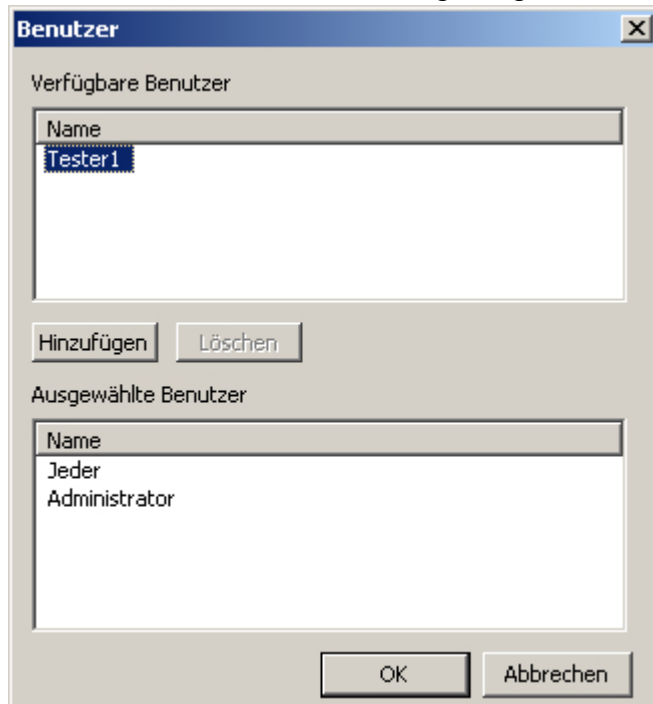 Benutzer
Verfügbare Benutzer
Name
Tester1
Hinzufügen Löschen
Ausgewählte Benutzer
Name
Jeder
Administrator
OK Abbrechen